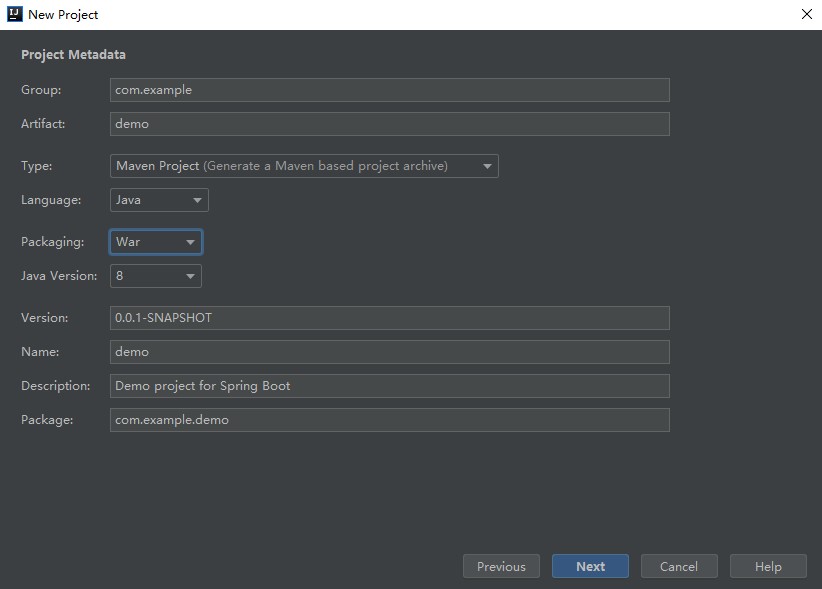 New Project
Project Metadata
Group: com.example
Artifact: demo
Type: Maven Project (Generate a Maven based project archive)
Language: Java
Packaging: War
Java Version: 8
Version: 0.0.1-SNAPSHOT
Name: demo
Description: Demo project for Spring Boot
Package: com.example.demo
Previous Next Cancel Help